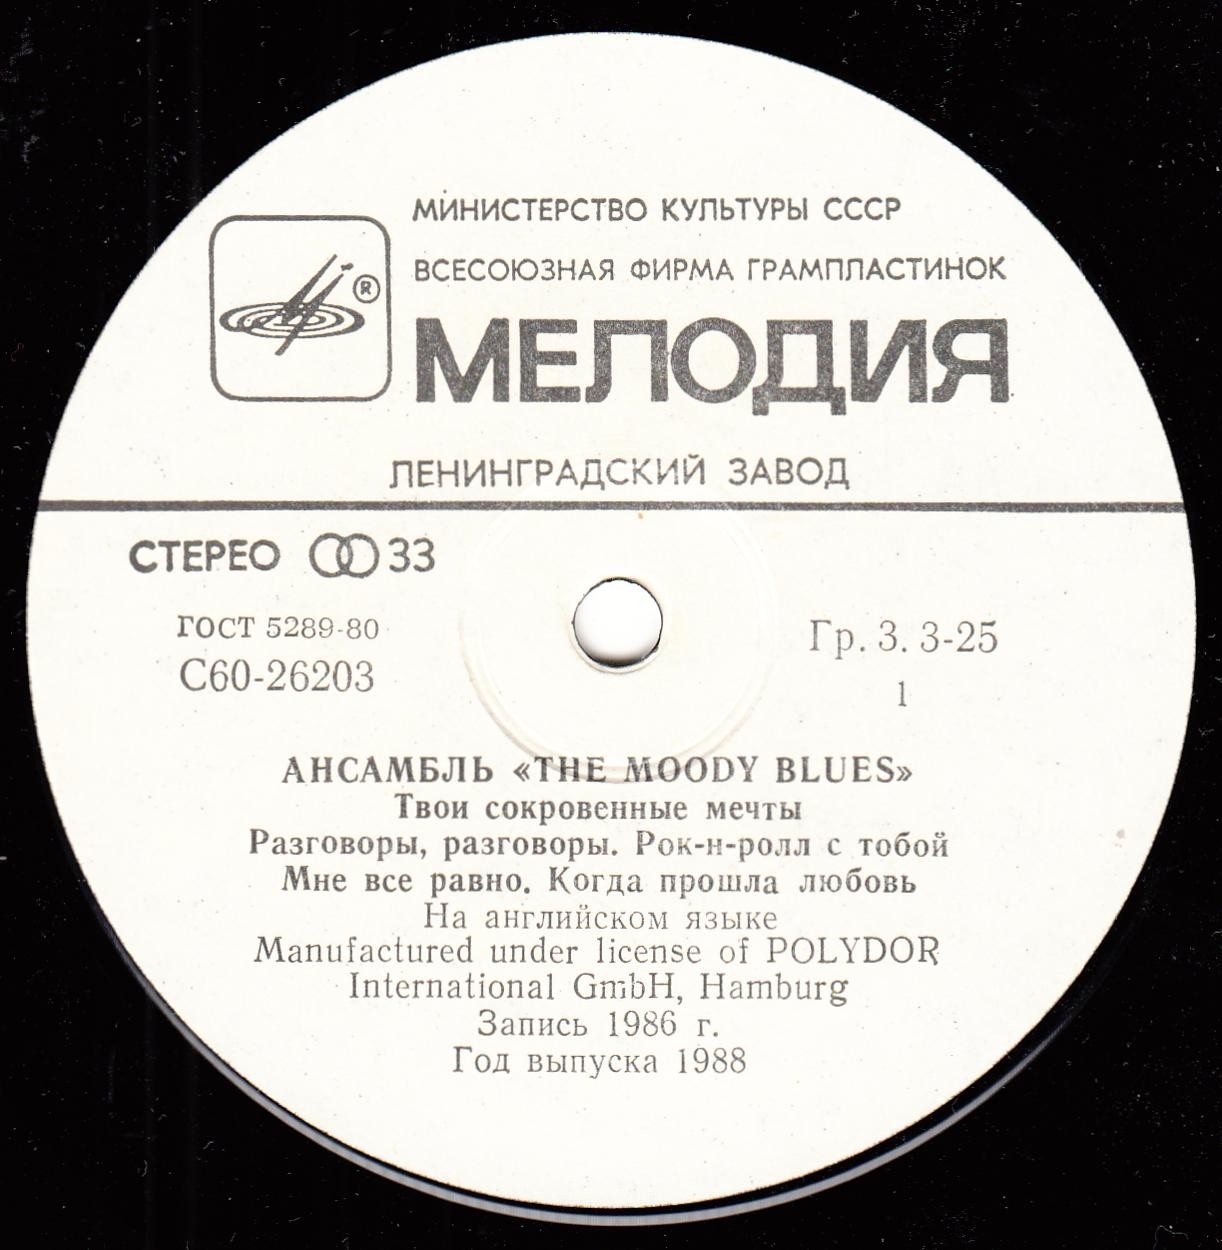 МИНИСТЕРСТВО КУЛЬТУРЫ СССР
ВСЕСОЮЗНАЯ ФИРМА ГРАМПЛАСТИНОК
®
МЕЛОДИЯ
ЛЕНИНГРАДСКИЙ ЗАВОД
СТЕРЕО 33
ГОСТ 5289-80
С60-26203
Гр. 3. 3-25
1
АНСАМБЛЬ «THE MOODY BLUES»
Твои сокровенные мечты
Разговоры, разговоры. Рок-н-ролл с тобой
Мне все равно. Когда прошла любовь
На английском языке
Manufactured under license of POLYDOR
International GmbH, Hamburg
Запись 1986 г.
Год выпуска 1988